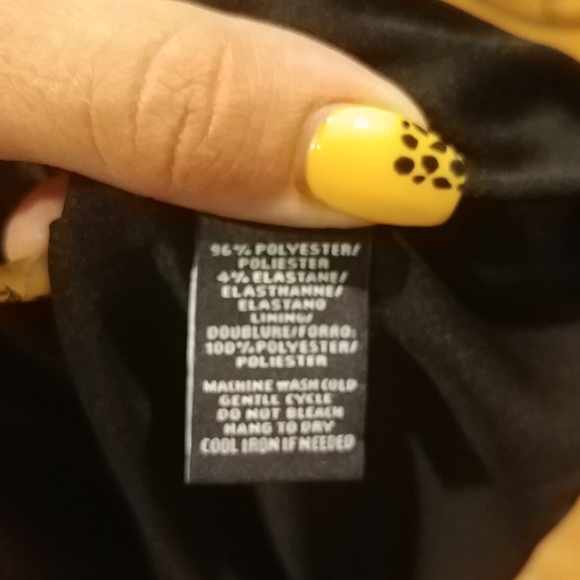 96% POLYESTER/
POLIESTER
4% ELASTANE/
ELASTHANNE/
ELASTANO
LINING/
DOUBLURE/FORRO:
100% POLYESTER/
POLIESTER
MACHINE WASH COLD
GENTLE CYCLE
DO NOT BLEACH
HANG TO DRY
COOL IRON IF NEEDED